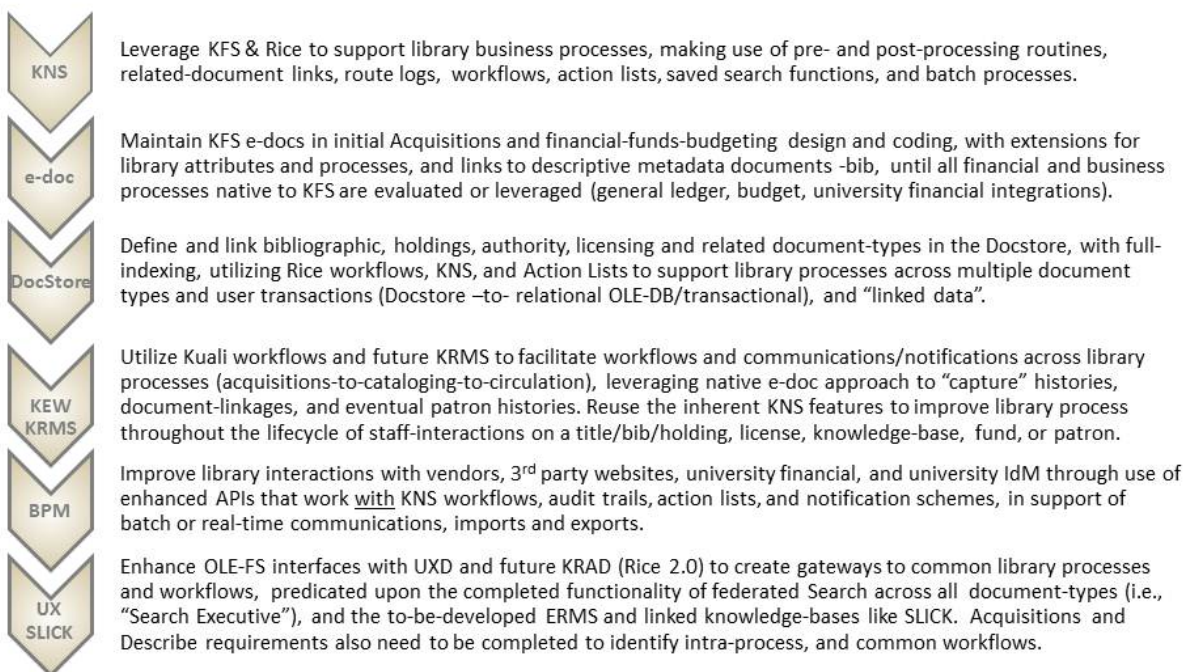 KNS
Leverage KFS & Rice to support library business processes, making use of pre- and post-processing routines,
related-document links, route logs, workflows, action lists, saved search functions, and batch processes.
e-doc
Maintain KFS e-docs in initial Acquisitions and financial-funds-budgeting design and coding, with extensions for
library attributes and processes, and links to descriptive metadata documents -bib, until all financial and business
processes native to KFS are evaluated or leveraged (general ledger, budget, university financial integrations).
DocStore
Define and link bibliographic, holdings, authority, licensing and related document-types in the Docstore, with full-
indexing, utilizing Rice workflows, KNS, and Action Lists to support library processes across multiple document
types and user transactions (Docstore –to- relational OLE-DB/transactional), and “linked data”.
KEW
KRMS
Utilize Kuali workflows and future KRMS to facilitate workflows and communications/notifications across library
processes (acquisitions-to-cataloging-to-circulation), leveraging native e-doc approach to “capture” histories,
document-linkages, and eventual patron histories. Reuse the inherent KNS features to improve library process
throughout the lifecycle of staff-interactions on a title/bib/holding, license, knowledge-base, fund, or patron.
BPM
Improve library interactions with vendors, 3rd party websites, university financial, and university IdM through use of
enhanced APIs that work with KNS workflows, audit trails, action lists, and notification schemes, in support of
batch or real-time communications, imports and exports.
UX
SLICK
Enhance OLE-FS interfaces with UXD and future KRAD (Rice 2.0) to create gateways to common library processes
and workflows, predicated upon the completed functionality of federated Search across all document-types (i.e.,
“Search Executive”), and the to-be-developed ERMS and linked knowledge-bases like SLICK. Acquisitions and
Describe requirements also need to be completed to identify intra-process, and common workflows.